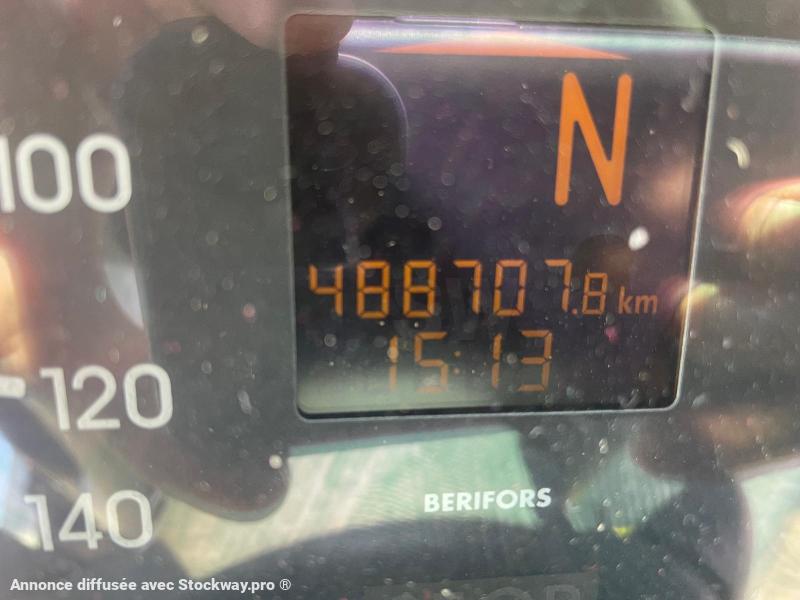 N
100
488707.8 km
15:13
120
BERIFORS
140
Annonce diffusée avec Stockway.pro ®